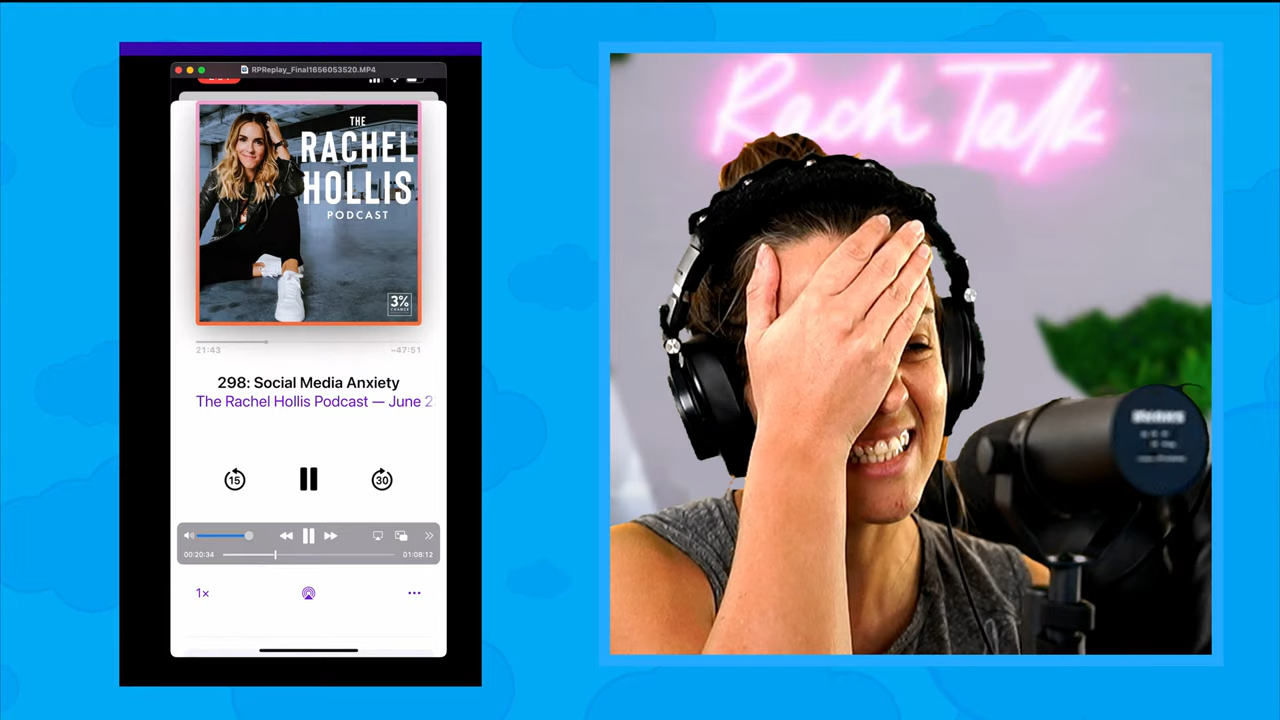 RPReplay_Final1656053520.MP4
THE
RACHEL
HOLLIS
PODCAST
3%
CHANCE
21:43
-47:51
298: Social Media Anxiety
The Rachel Hollis Podcast — June 2
15
30
00:20:34
01:08:12
1×
Rach Talk